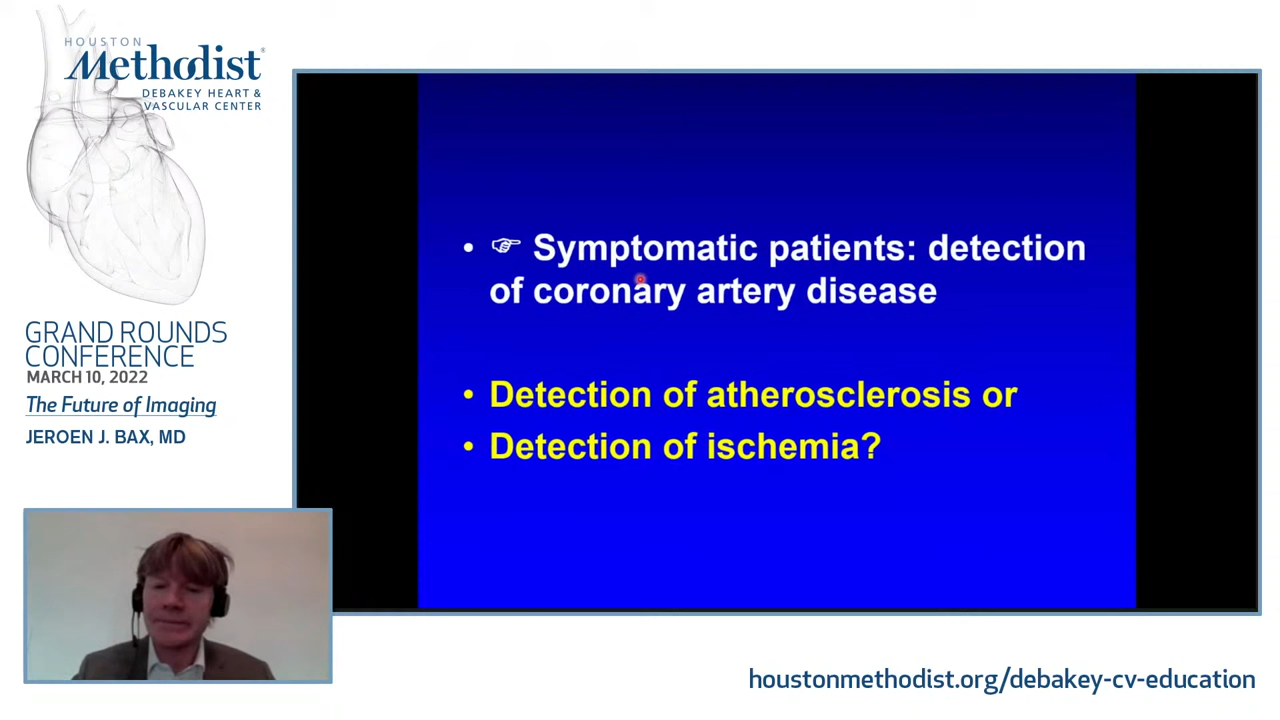 HOUSTON
Methodist®
DEBAKEY HEART &
VASCULAR CENTER
GRAND ROUNDS
CONFERENCE
MARCH 10, 2022
The Future of Imaging
JEROEN J. BAX, MD
• ☞ Symptomatic patients: detection
of coronary artery disease
• Detection of atherosclerosis or
• Detection of ischemia?
houstonmethodist.org/debakey-cv-education